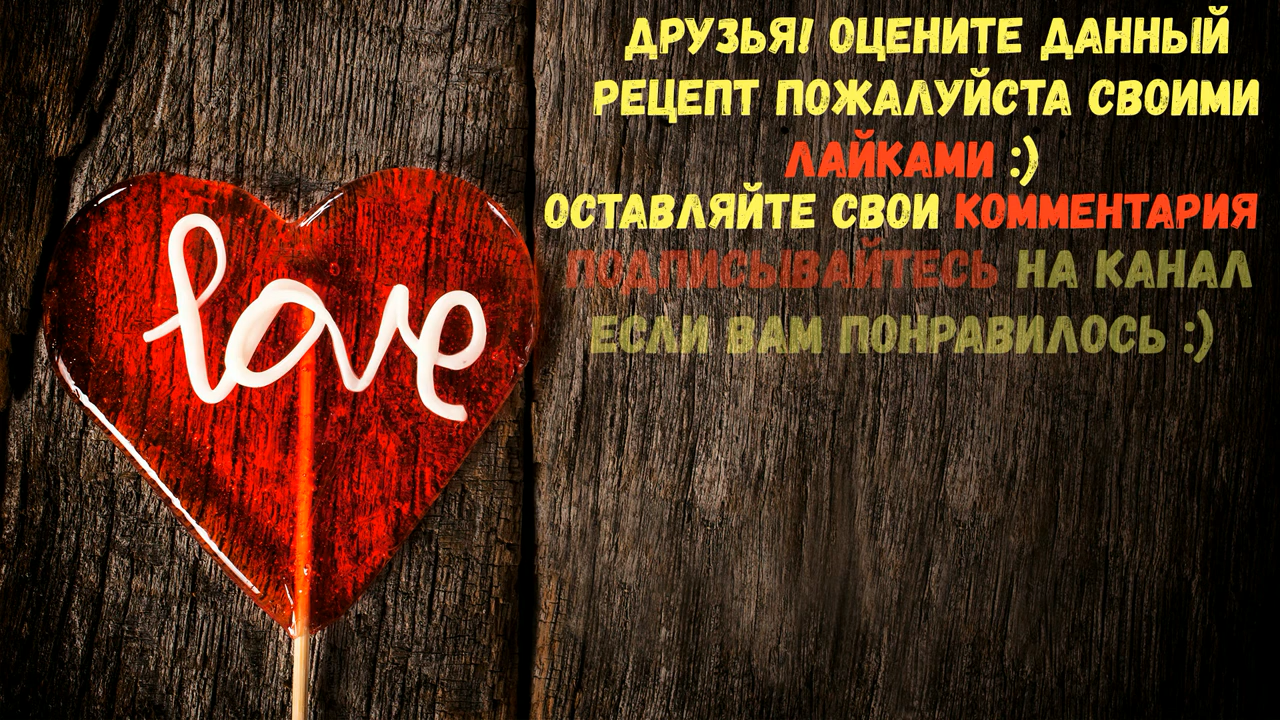 love
ДРУЗЬЯ! ОЦЕНИТЕ ДАННЫЙ
РЕЦЕПТ ПОЖАЛУЙСТА СВОИМИ
ЛАЙКАМИ :)
ОСТАВЛЯЙТЕ СВОИ КОММЕНТАРИЯ
ПОДПИСЫВАЙТЕСЬ НА КАНАЛ
ЕСЛИ ВАМ ПОНРАВИЛОСЬ :)